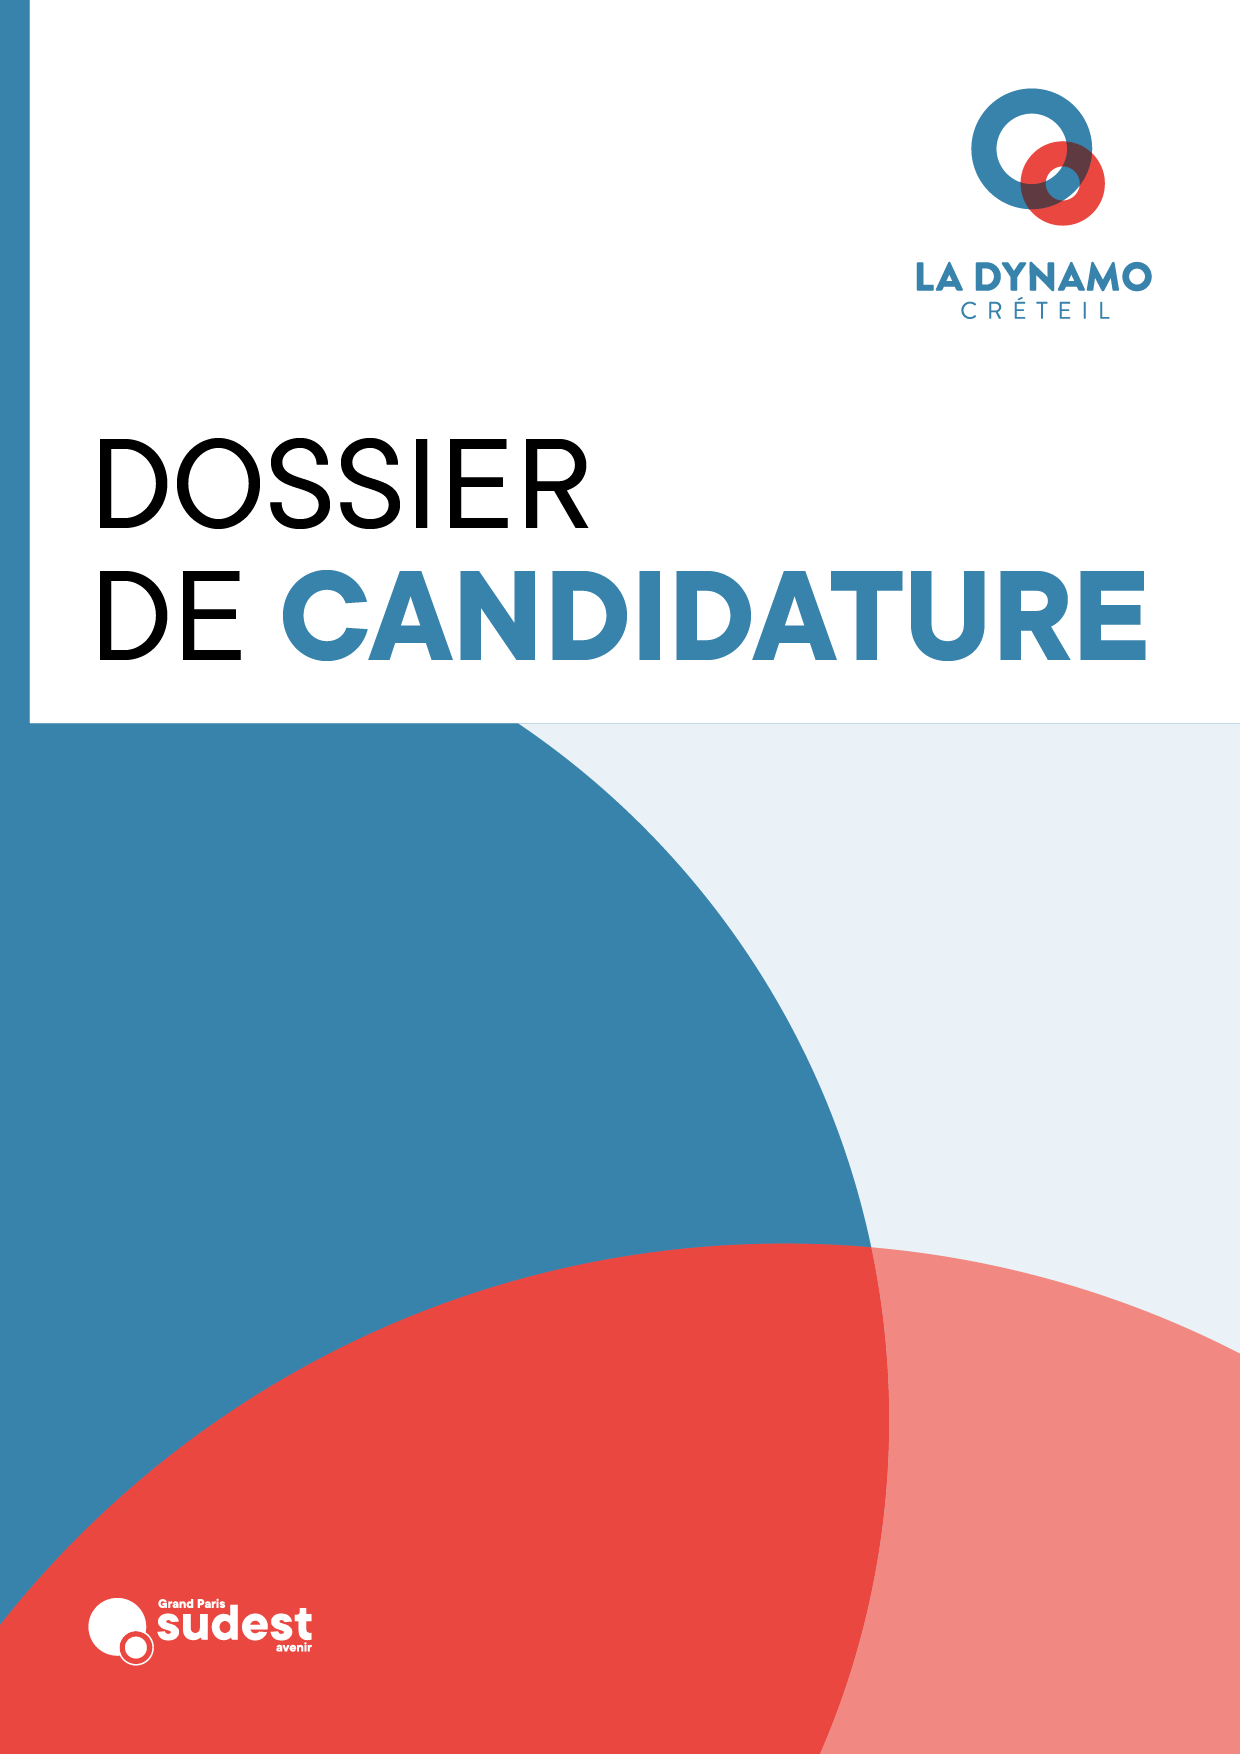 LA DYNAMO
CRÉTEIL
DOSSIER
DE CANDIDATURE
Grand Paris
sudest
avenir